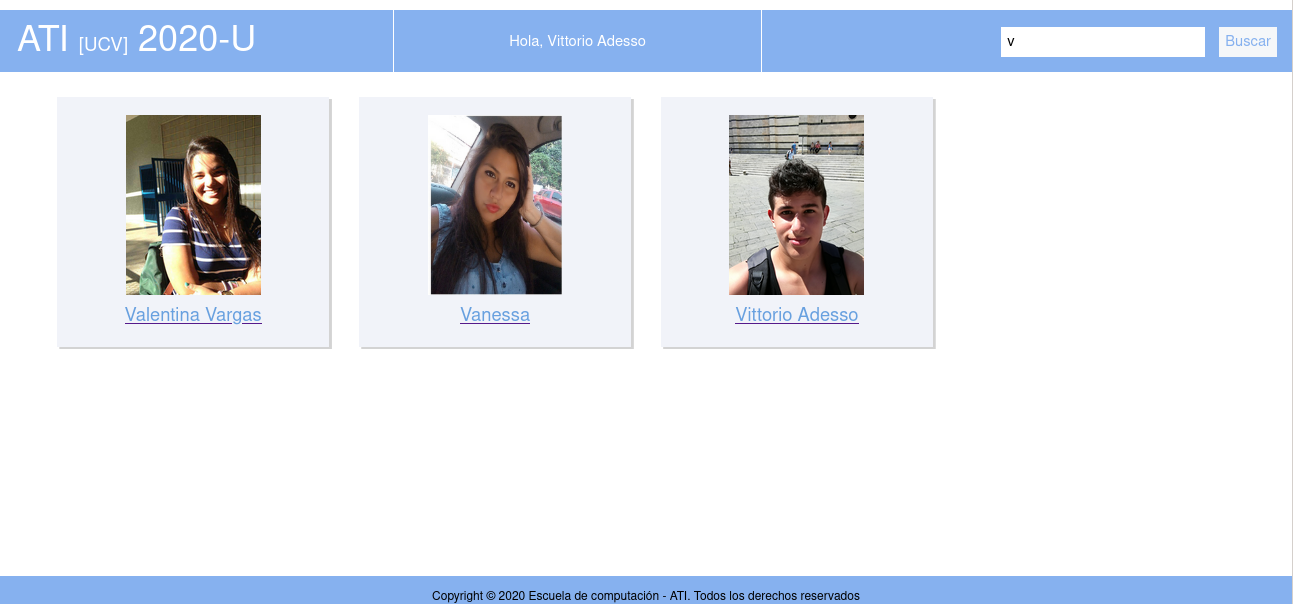 ATI [UCV] 2020-U
Hola, Vittorio Adesso
v
Buscar
Valentina Vargas
Vanessa
Vittorio Adesso
Copyright © 2020 Escuela de computación - ATI. Todos los derechos reservados